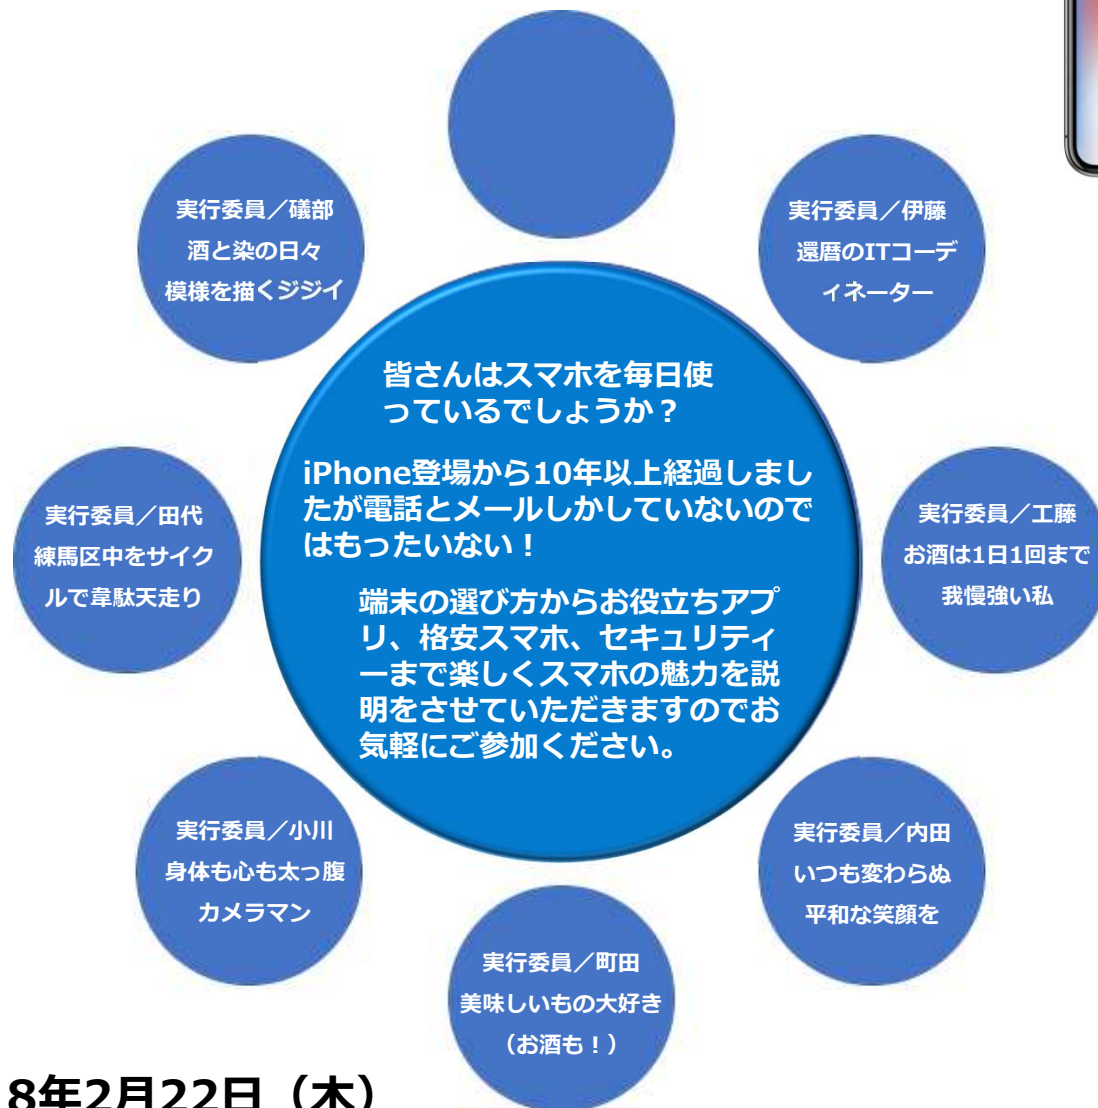 実行委員／礒部
酒と染の日々
模様を描くジジイ
実行委員／伊藤
還暦のITコーデ
ィネーター
皆さんはスマホを毎日使
っているでしょうか？
iPhone登場から10年以上経過しまし
たが電話とメールしかしていないので
はもったいない！
端末の選び方からお役立ちアプ
リ、格安スマホ、セキュリティ
ーまで楽しくスマホの魅力を説
明をさせていただきますのでお
気軽にご参加ください。
実行委員／田代
練馬区中をサイク
ルで韋駄天走り
実行委員／工藤
お酒は1日1回まで
我慢強い私
実行委員／小川
身体も心も太っ腹
カメラマン
実行委員／内田
いつも変わらぬ
平和な笑顔を
実行委員／町田
美味しいもの大好き
（お酒も！）
8年2月22日（木）